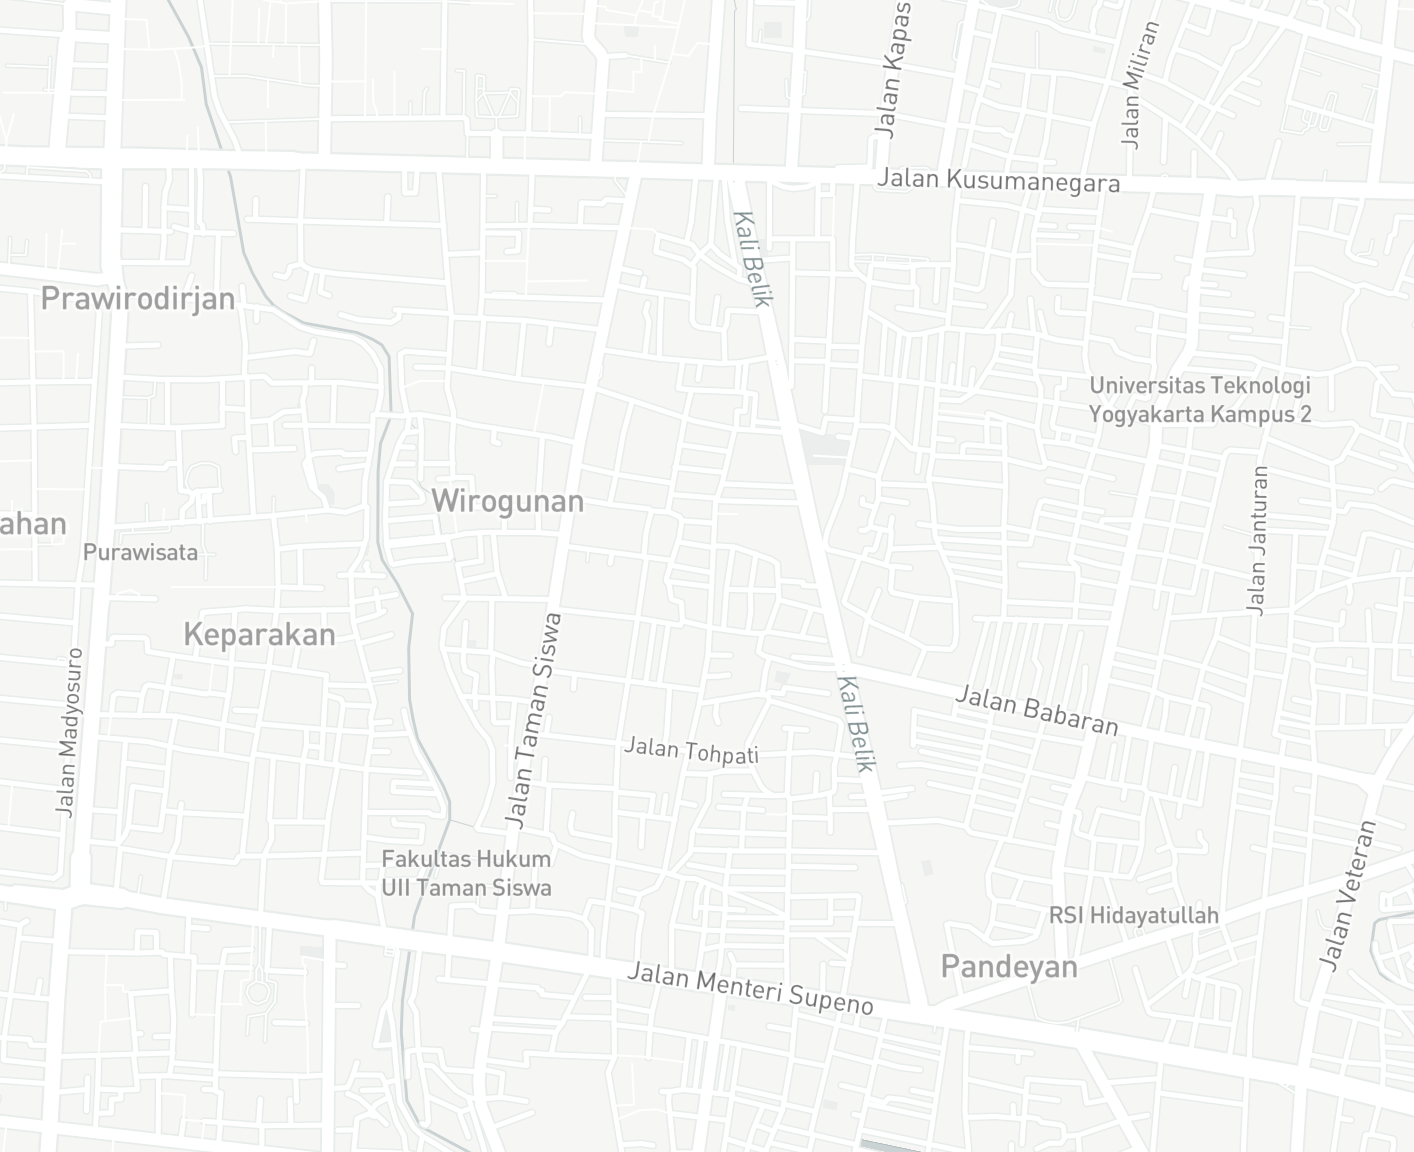 Jalan Kapas
Jalan Miliran
Jalan Kusumanegara
Kali Belik
Prawirodirjan
Universitas Teknologi
Yogyakarta Kampus 2
Wirogunan
ahan
Purawisata
Jalan Janturan
Keparakan
Jalan Taman Siswa
Jalan Madyosuro
Kali Belik
Jalan Babaran
Jalan Tohpati
Fakultas Hukum
UII Taman Siswa
Jalan Veteran
RSI Hidayatullah
Pandeyan
Jalan Menteri Supeno